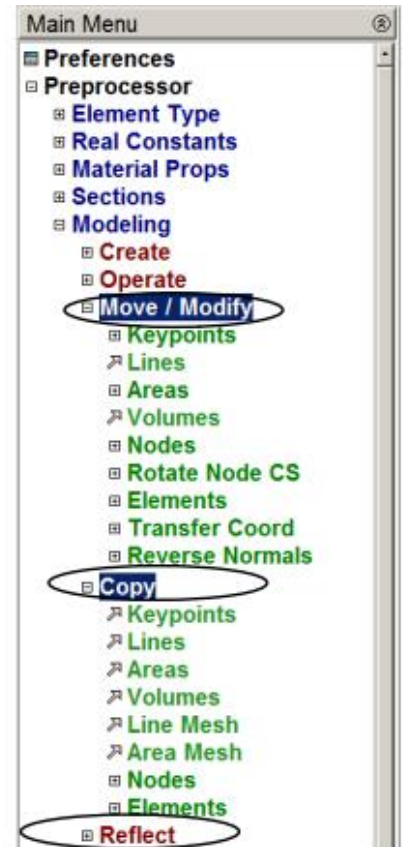 Main Menu
Preferences
Preprocessor
Element Type
Real Constants
Material Props
Sections
Modeling
Create
Operate
Move / Modify
Keypoints
Lines
Areas
Volumes
Nodes
Rotate Node CS
Elements
Transfer Coord
Reverse Normals
Copy
Keypoints
Lines
Areas
Volumes
Line Mesh
Area Mesh
Nodes
Elements
Reflect